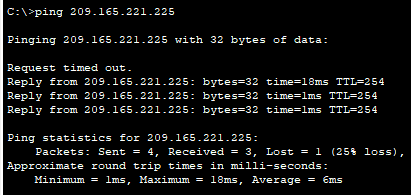 C:\>ping 209.165.221.225
Pinging 209.165.221.225 with 32 bytes of data:
Request timed out.
Reply from 209.165.221.225: bytes=32 time=18ms TTL=254
Reply from 209.165.221.225: bytes=32 time=1ms TTL=254
Reply from 209.165.221.225: bytes=32 time=1ms TTL=254
Ping statistics for 209.165.221.225:
    Packets: Sent = 4, Received = 3, Lost = 1 (25% loss),
Approximate round trip times in milli-seconds:
    Minimum = 1ms, Maximum = 18ms, Average = 6ms